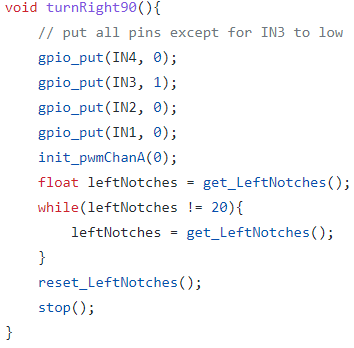 void turnRight90(){
// put all pins except for IN3 to low
gpio_put(IN4, 0);
gpio_put(IN3, 1);
gpio_put(IN2, 0);
gpio_put(IN1, 0);
init_pwmChanA(0);
float leftNotches = get_LeftNotches();
while(leftNotches != 20){
leftNotches = get_LeftNotches();
}
reset_LeftNotches();
stop();
}